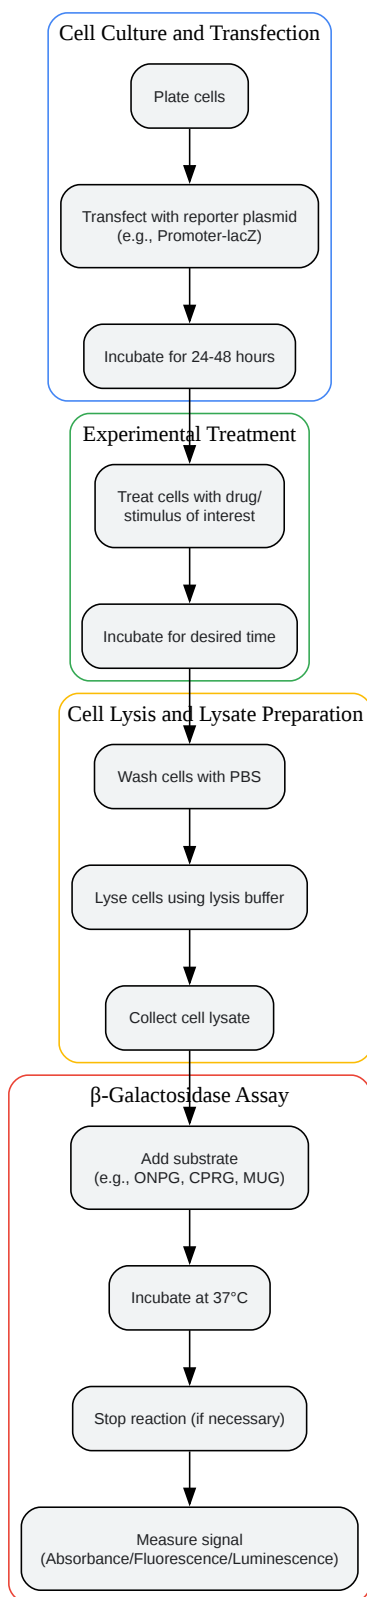 Cell Culture and Transfection
Plate cells
Transfect with reporter plasmid
(e.g., Promoter-lacZ)
Incubate for 24-48 hours
Experimental Treatment
Treat cells with drug/
stimulus of interest
Incubate for desired time
Cell Lysis and Lysate Preparation
Wash cells with PBS
Lyse cells using lysis buffer
Collect cell lysate
β-Galactosidase Assay
Add substrate
(e.g., ONPG, CPRG, MUG)
Incubate at 37°C
Stop reaction (if necessary)
Measure signal
(Absorbance/Fluorescence/Luminescence)